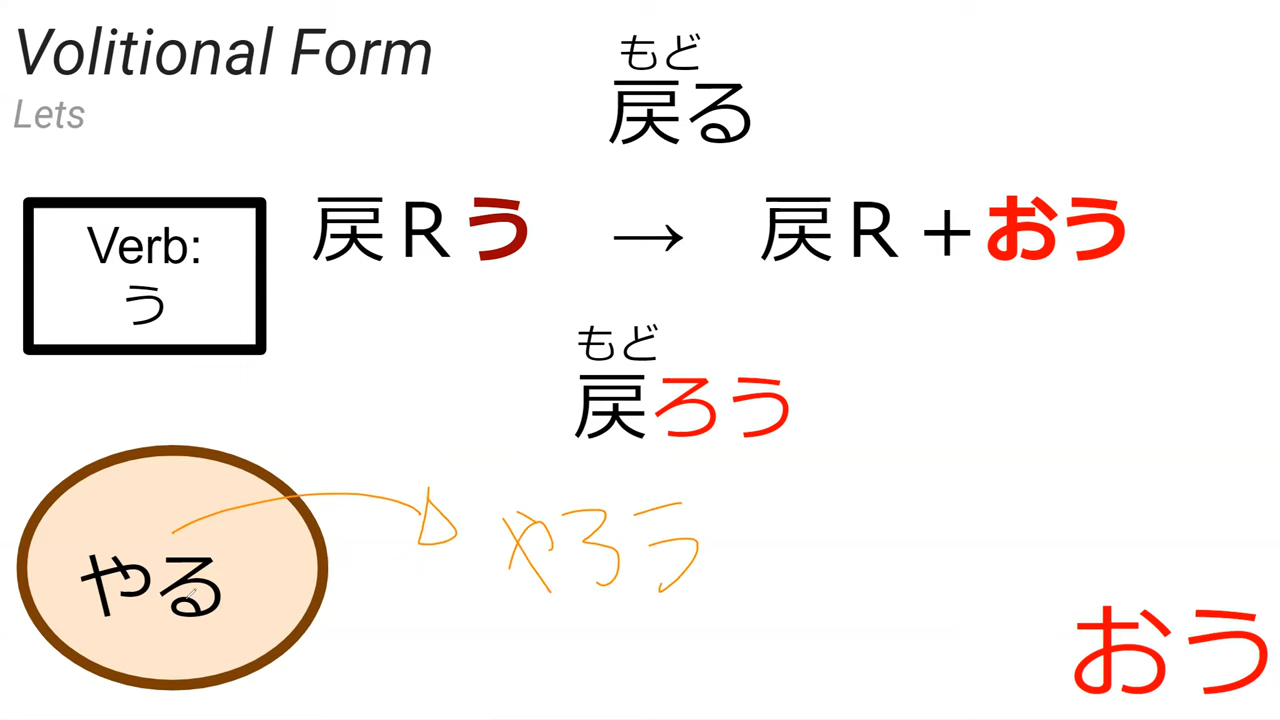 Volitional Form
Lets
もど
戻る
Verb:
う
戻Rう → 戻R+おう
もど
戻ろう
やる
やろう
おう